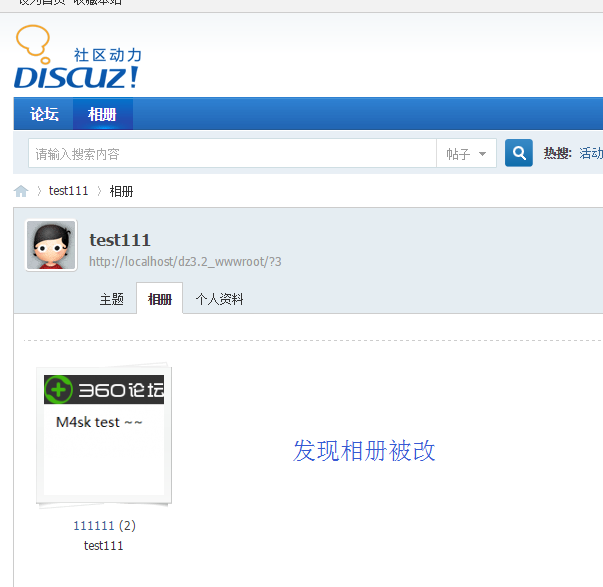 设为首页 收藏本站
社区动力
DISCUZ!
论坛 相册
请输入搜索内容 帖子 热搜: 活动
test111 相册
test111
http://localhost/dz3.2_wwwroot/?3
主题 相册 个人资料
360论坛
M4sk test ~~
发现相册被改
111111 (2)
test111